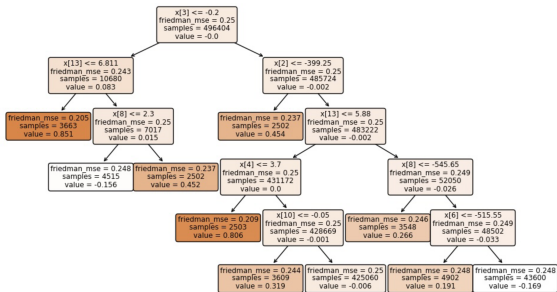 x[3] <= -0.2
friedman_mse = 0.25
samples = 496404
value = -0.0
x[13] <= 6.811
friedman_mse = 0.243
samples = 10680
value = 0.083
x[2] <= -399.25
friedman_mse = 0.25
samples = 485724
value = -0.002
friedman_mse = 0.205
samples = 3663
value = 0.851
x[8] <= 2.3
friedman_mse = 0.25
samples = 7017
value = 0.015
friedman_mse = 0.237
samples = 2502
value = 0.454
x[13] <= 5.88
friedman_mse = 0.25
samples = 483222
value = -0.002
friedman_mse = 0.248
samples = 4515
value = -0.156
friedman_mse = 0.237
samples = 2502
value = 0.452
x[4] <= 3.7
friedman_mse = 0.25
samples = 431172
value = 0.0
x[8] <= -545.65
friedman_mse = 0.249
samples = 52050
value = -0.026
friedman_mse = 0.209
samples = 2503
value = 0.806
x[10] <= -0.05
friedman_mse = 0.25
samples = 428669
value = -0.001
friedman_mse = 0.246
samples = 3548
value = 0.266
x[6] <= -515.55
friedman_mse = 0.249
samples = 48502
value = -0.033
friedman_mse = 0.244
samples = 3609
value = 0.319
friedman_mse = 0.25
samples = 425060
value = -0.006
friedman_mse = 0.248
samples = 4902
value = 0.191
friedman_mse = 0.248
samples = 43600
value = -0.169